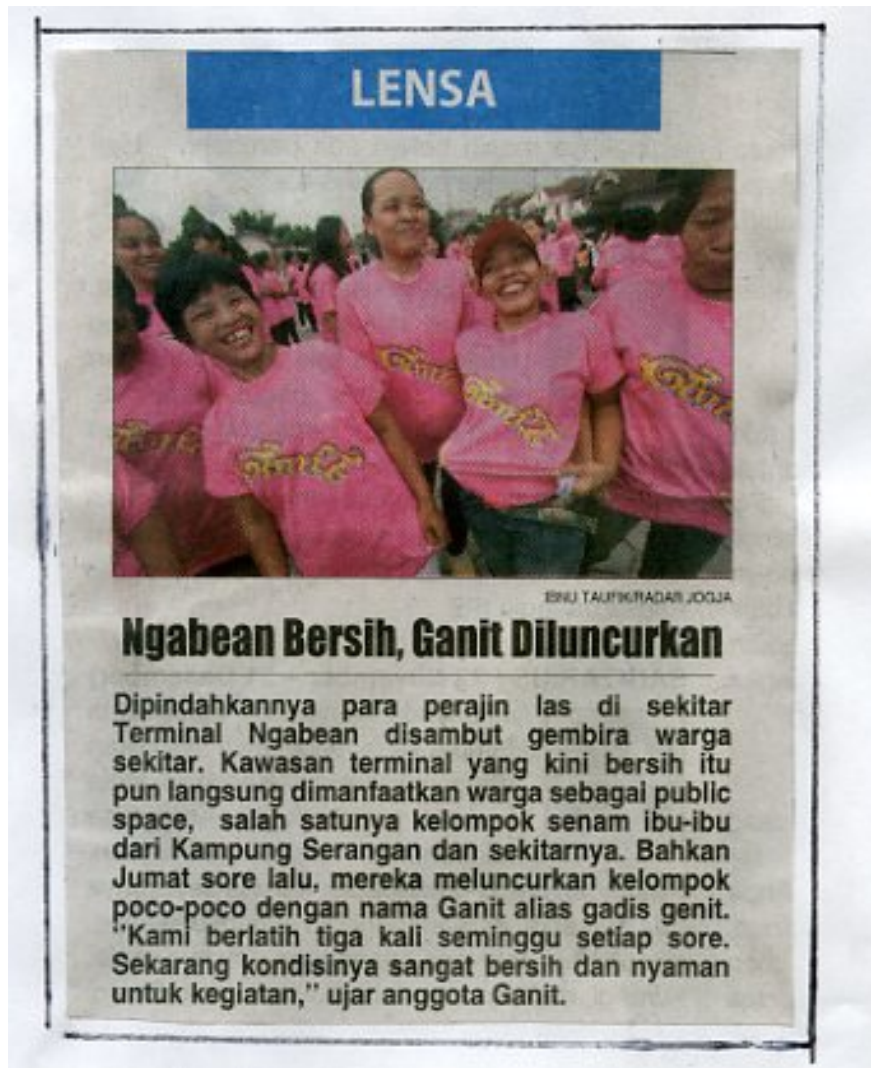 LENSA
Ganit
Ganit
Ganit
IBNU TAUFIK/RADAR JOGJA
Ngabean Bersih, Ganit Diluncurkan
Dipindahkannya para perajin las di sekitar
Terminal Ngabean disambut gembira warga
sekitar. Kawasan terminal yang kini bersih itu
pun langsung dimanfaatkan warga sebagai public
space, salah satunya kelompok senam ibu-ibu
dari Kampung Serangan dan sekitarnya. Bahkan
Jumat sore lalu, mereka meluncurkan kelompok
poco-poco dengan nama Ganit alias gadis genit.
"Kami berlatih tiga kali seminggu setiap sore.
Sekarang kondisinya sangat bersih dan nyaman
untuk kegiatan," ujar anggota Ganit.